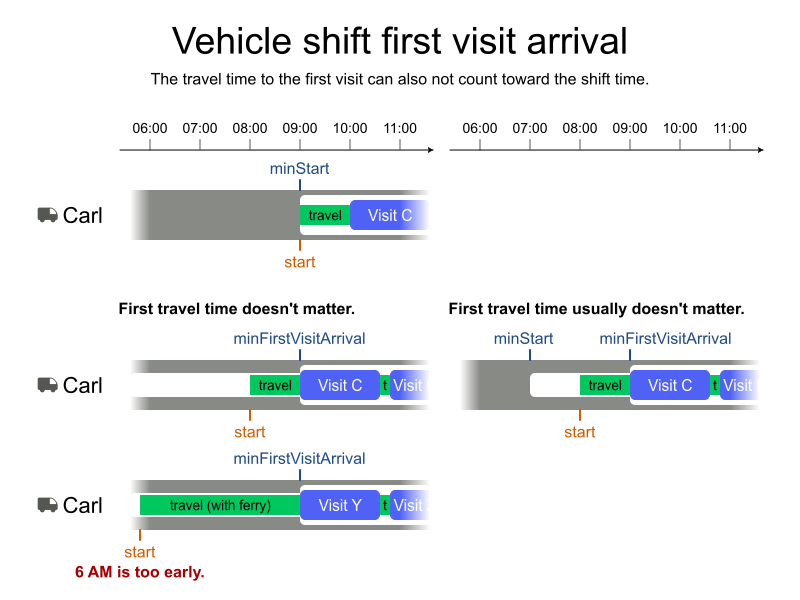 Vehicle shift first visit arrival
The travel time to the first visit can also not count toward the shift time.
06:00 07:00 08:00 09:00 10:00 11:00
06:00 07:00 08:00 09:00 10:00 11:00
minStart
Carl
travel
Visit C
start
First travel time doesn't matter.
minFirstVisitArrival
Carl
travel
Visit C
t
Visit
start
First travel time usually doesn't matter.
minStart
minFirstVisitArrival
travel
Visit C
t
Visit
start
minFirstVisitArrival
Carl
travel (with ferry)
Visit Y
t
Visit
start
6 AM is too early.